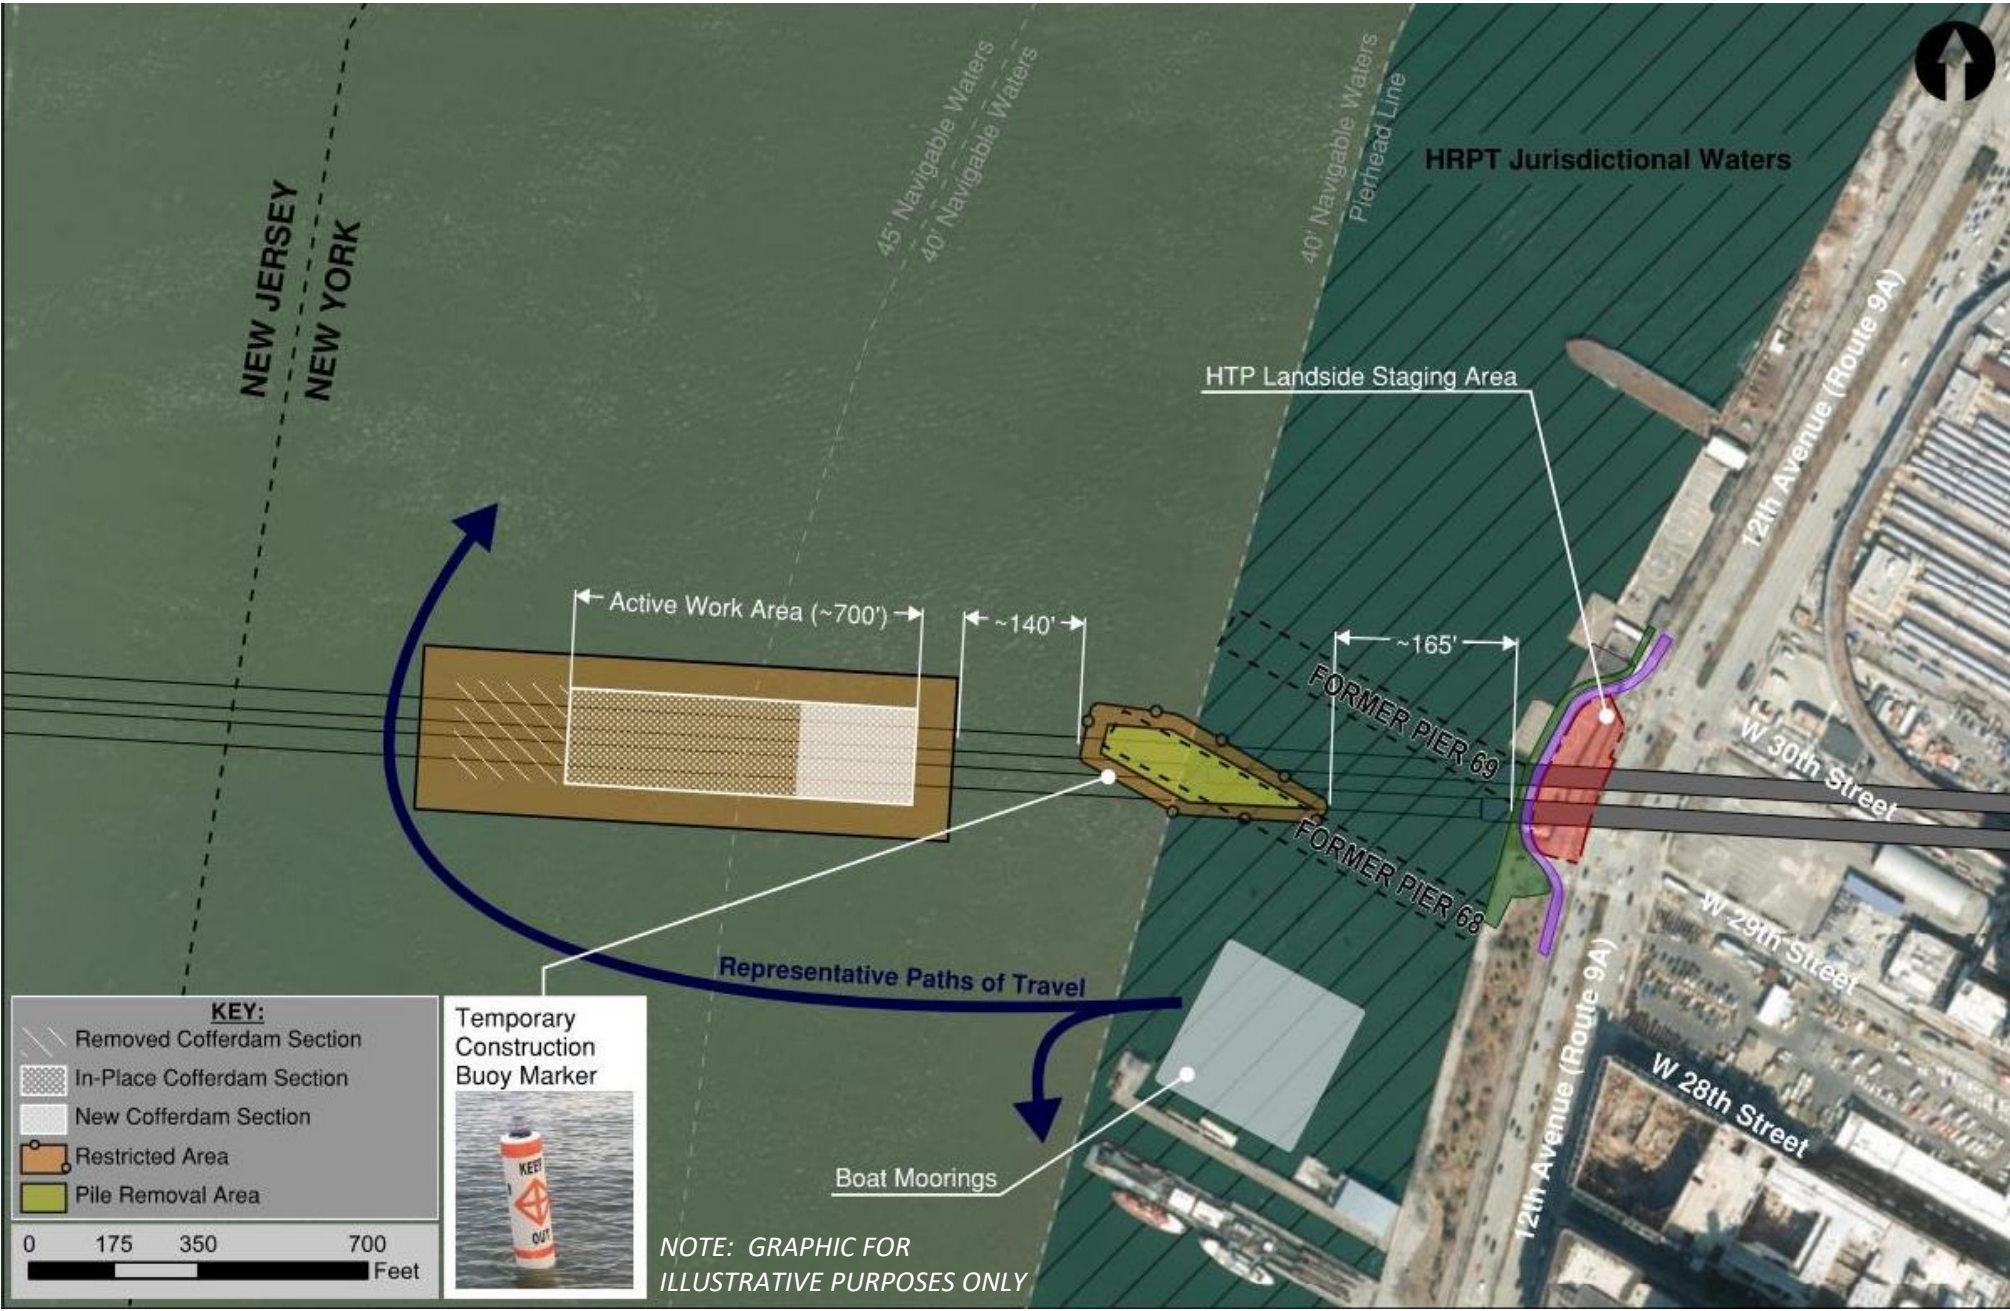 45' Navigable Waters
40' Navigable Waters
40' Navigable Waters
Pierhead Line
HRPT Jurisdictional Waters
NEW JERSEY
NEW YORK
12th Avenue (Route 9A)
HTP Landside Staging Area
Active Work Area (~700')
~140'
~165'
FORMER PIER 69
FORMER PIER 68
W 30th Street
W 29th Street
W 28th Street
12th Avenue (Route 9A)
Representative Paths of Travel
Boat Moorings
KEY:
Removed Cofferdam Section
In-Place Cofferdam Section
New Cofferdam Section
Restricted Area
Pile Removal Area
0 175 350 700
Feet
Temporary
Construction
Buoy Marker
KEEP
OUT
NOTE: GRAPHIC FOR
ILLUSTRATIVE PURPOSES ONLY